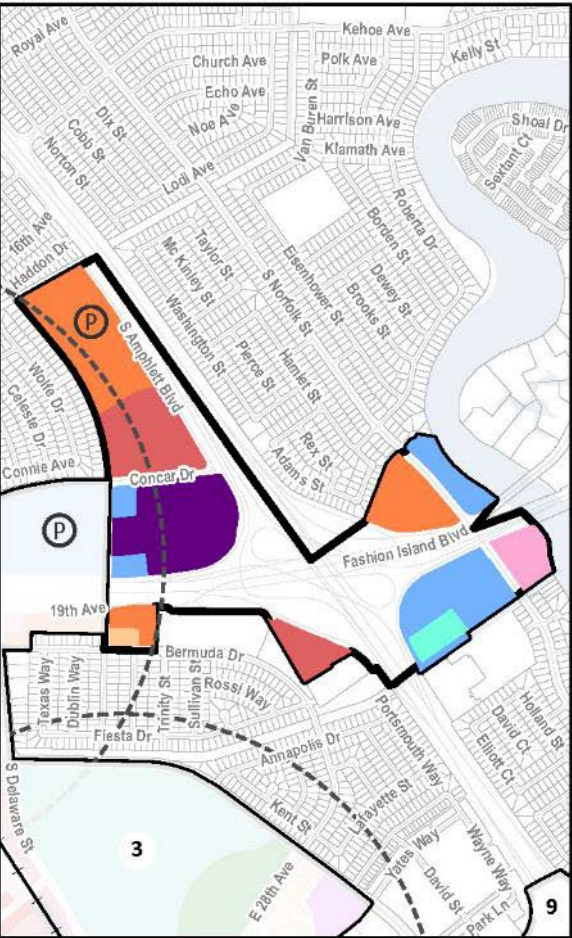 Royal Ave
Kehoe Ave
Kelly St
Church Ave
Polk Ave
Echo Ave
Noe Ave
Van Buren St
Harrison Ave
Klamath Ave
Shoal Dr
Sextant Ct
Dix St
Cobb St
Norton St
Lodi Ave
Roberta Dr
Borden St
16th Ave
Haddon Dr
Taylor St
Mc Kinley St
Eisenhower St
S Norfolk St
Dewey St
Brooks St
Washington St
P
S Amphlett Blvd
Pierce St
Hamlet St
Wolfe Dr
Celeste Dr
Rex St
Adams St
Connie Ave
Concar Dr
P
Fashion Island Blvd
19th Ave
Bermuda Dr
Texas Way
Dublin Way
Trinity St
Sullivan St
Rossi Way
Fiesta Dr
Annapolis Dr
Portsmouth Way
Holland St
David Ct
Elliott Ct
S Delaware St
Kent St
Lafayette St
Yates Way
Wayne Way
3
E 28th Ave
David St
Park Ln
9